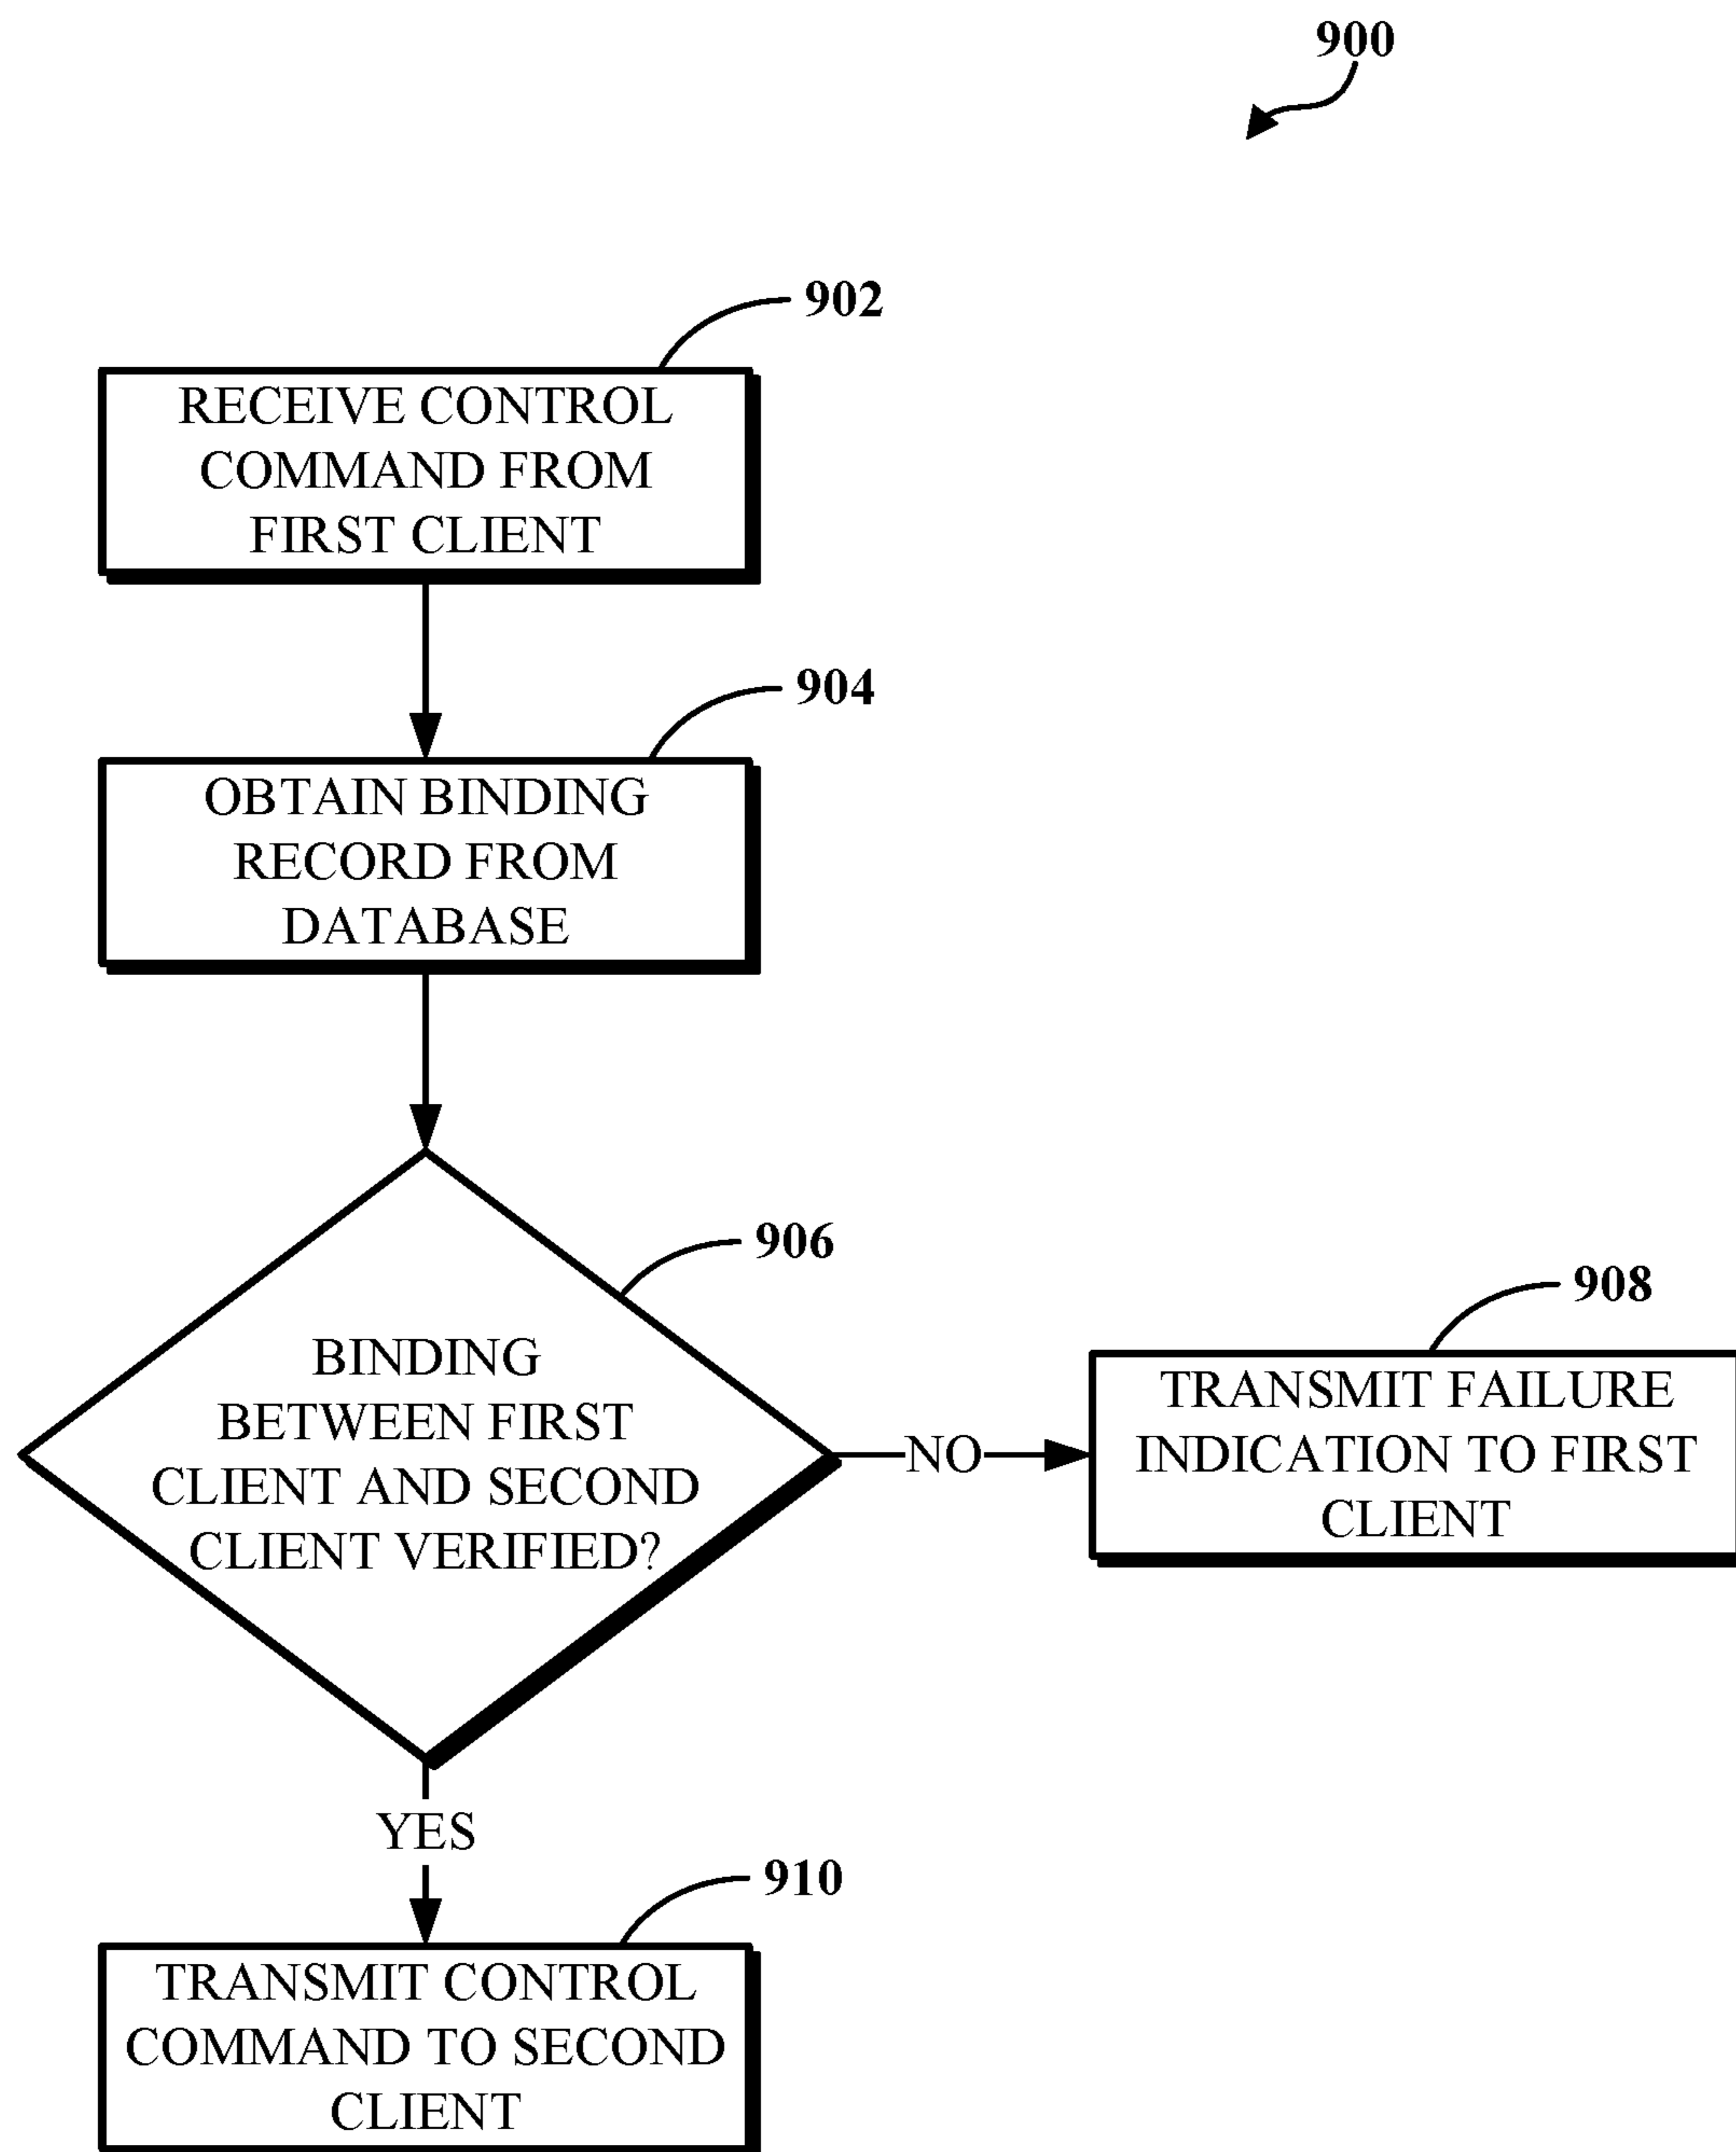 900
902
RECEIVE CONTROL
COMMAND FROM
FIRST CLIENT
904
OBTAIN BINDING
RECORD FROM
DATABASE
906
BINDING
BETWEEN FIRST
CLIENT AND SECOND
CLIENT VERIFIED?
NO
908
TRANSMIT FAILURE
INDICATION TO FIRST
CLIENT
YES
910
TRANSMIT CONTROL
COMMAND TO SECOND
CLIENT